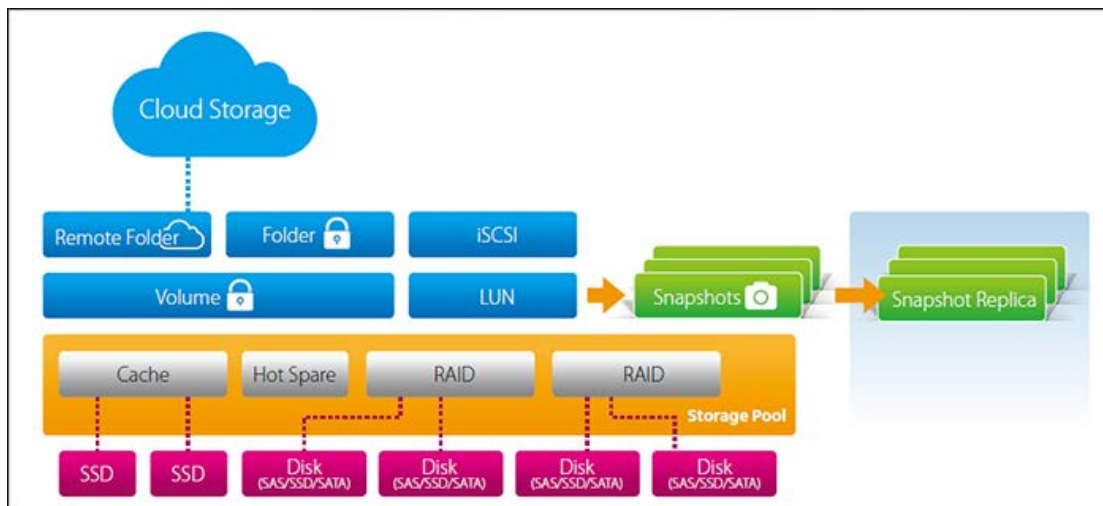 Cloud Storage
Remote Folder
Folder
iSCSI
Volume
LUN
Snapshots
Snapshot Replica
Cache
Hot Spare
RAID
RAID
Storage Pool
SSD
SSD
Disk
(SAS/SSD/SATA)
Disk
(SAS/SSD/SATA)
Disk
(SAS/SSD/SATA)
Disk
(SAS/SSD/SATA)